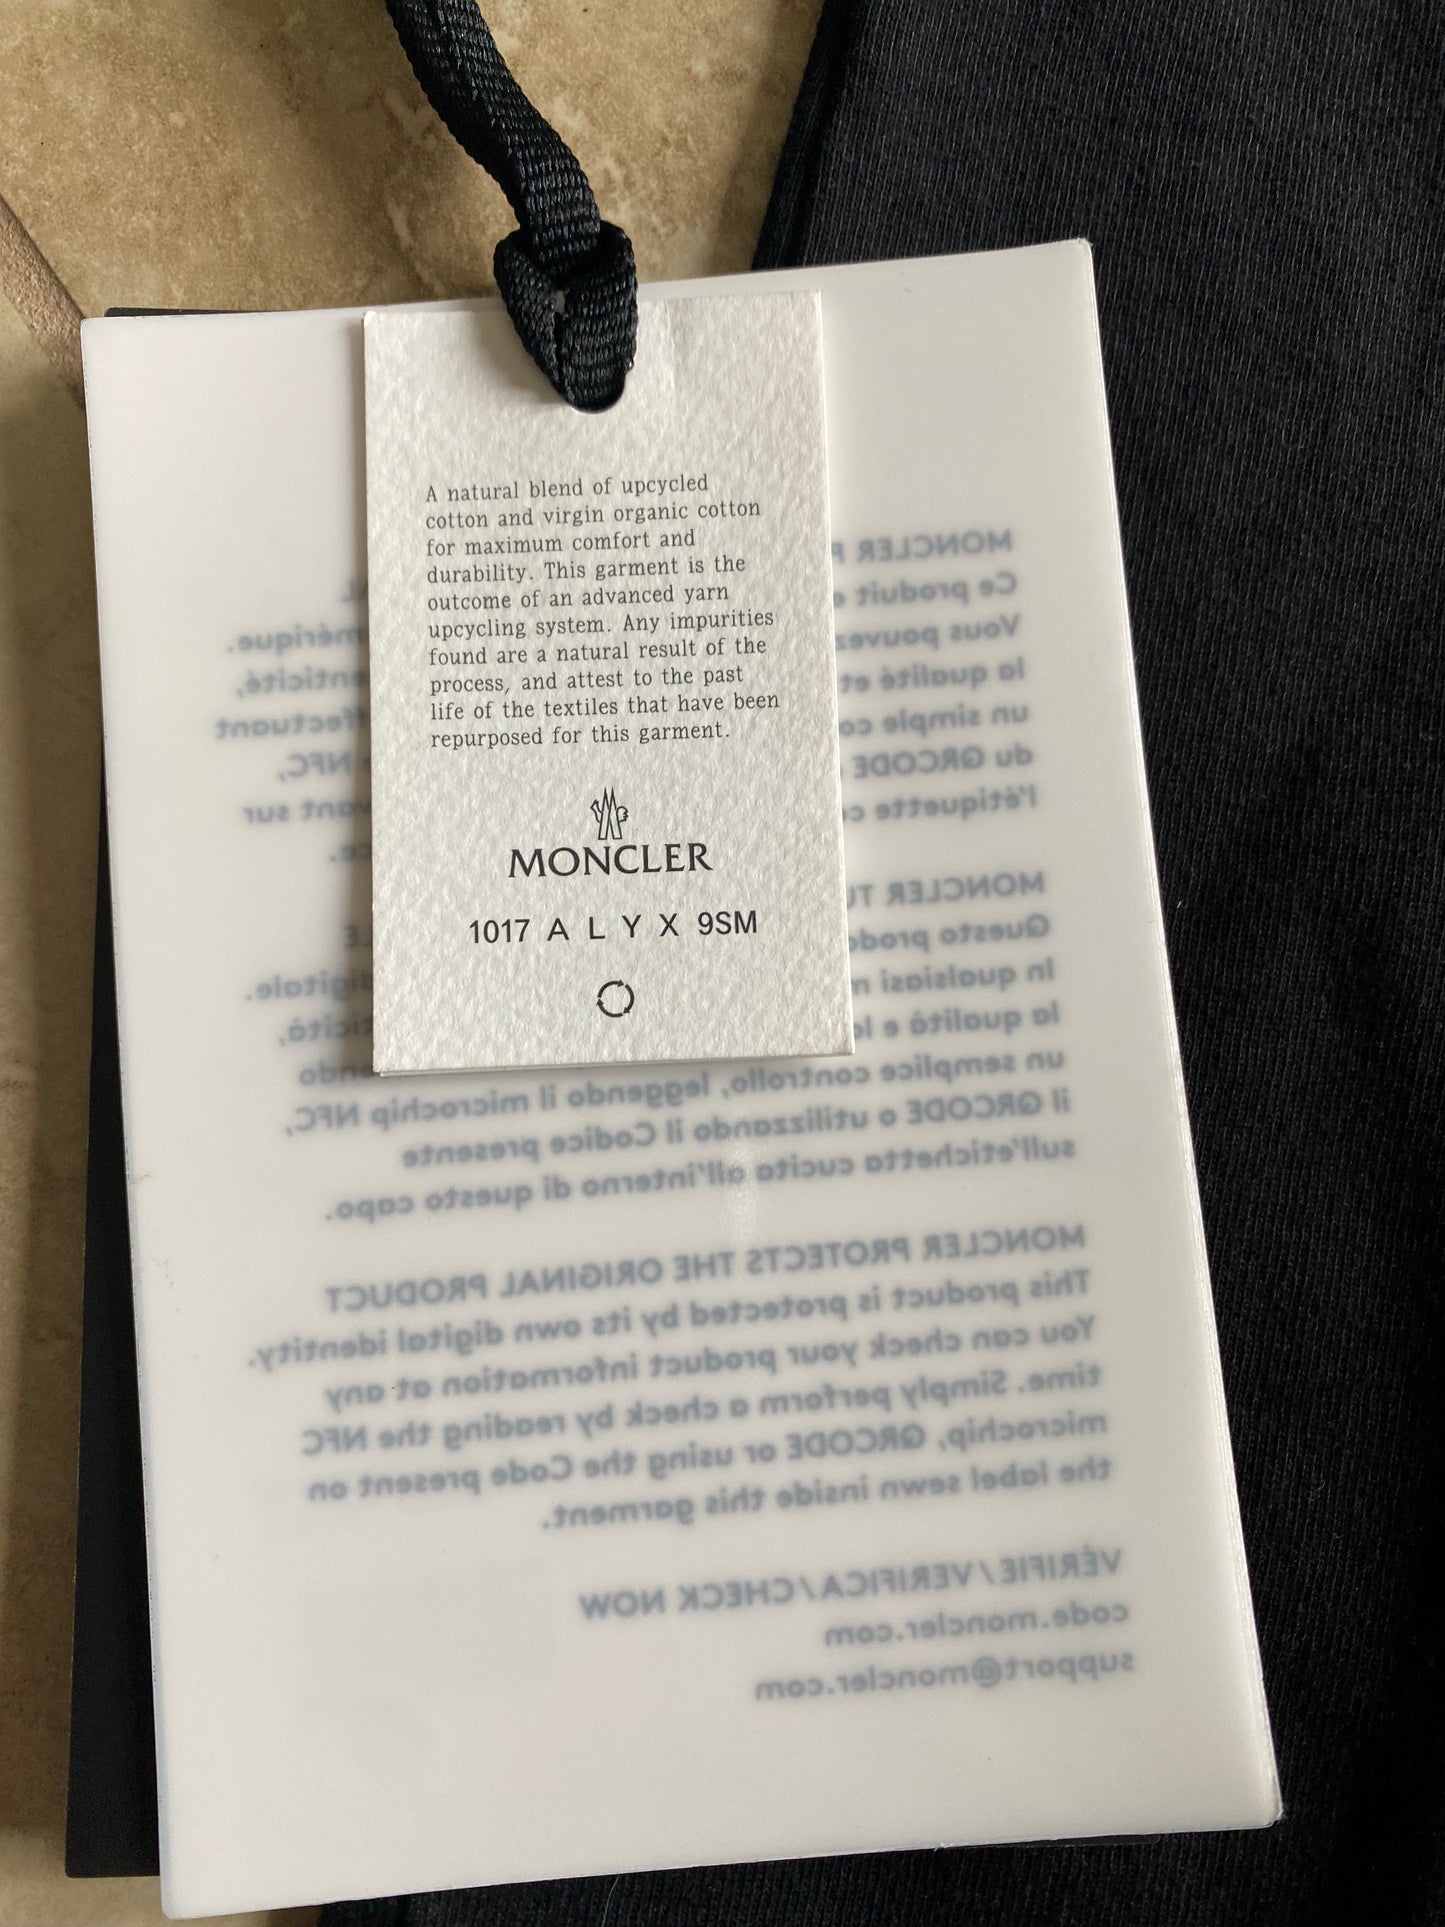 A natural blend of upcycled
cotton and virgin organic cotton
for maximum comfort and
durability. This garment is the
outcome of an advanced yarn
upcycling system. Any impurities
found are a natural result of the
process, and attest to the past
life of the textiles that have been
repurposed for this garment.
MONCLER
1017 ALYX 9SM
MONCLER
Ce produit
Vous pouvez
la qualité et
un simple
du QRCODE
l'étiquette
NFC,
sur
MONCLER
Questo
In qualsiasi
digitale.
la qualità e
un semplice controllo, leggendo il microchip NFC,
il QRCODE o utilizzando il Codice presente
sull'etichetta cucita all'interno di questo capo.
MONCLER PROTECTS THE ORIGINAL PRODUCT
This product is protected by its own digital identity.
You can check your product information at any
time. Simply perform a check by reading the NFC
microchip, QRCODE or using the Code present on
the label sewn inside this garment.
VÉRIFIE/VERIFICA/CHECK NOW
code.moncler.com
support@moncler.com